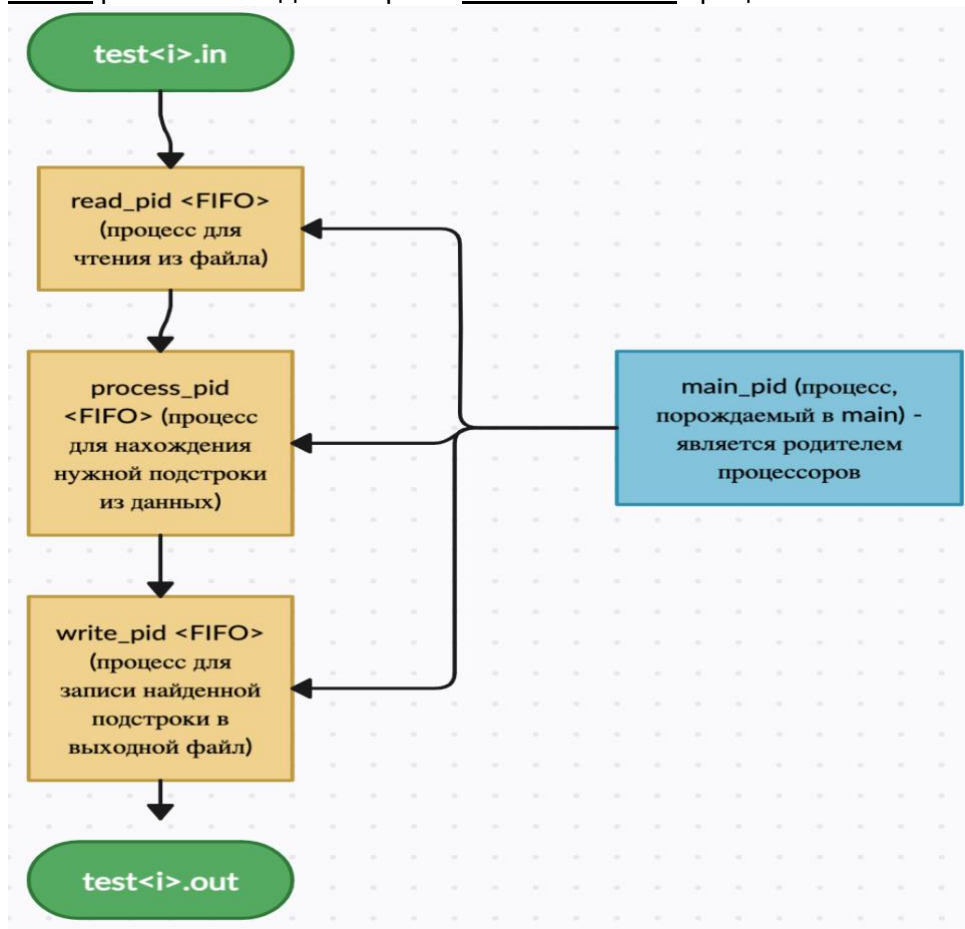 test<i>.in
read_pid <FIFO>
(процесс для
чтения из файла)
process_pid
<FIFO> (процесс
для нахождения
нужной подстроки
из данных)
main_pid (процесс,
порождаемый в main) -
является родителем
процессоров
write_pid <FIFO>
(процесс для
записи найденной
подстроки в
выходной файл)
test<i>.out